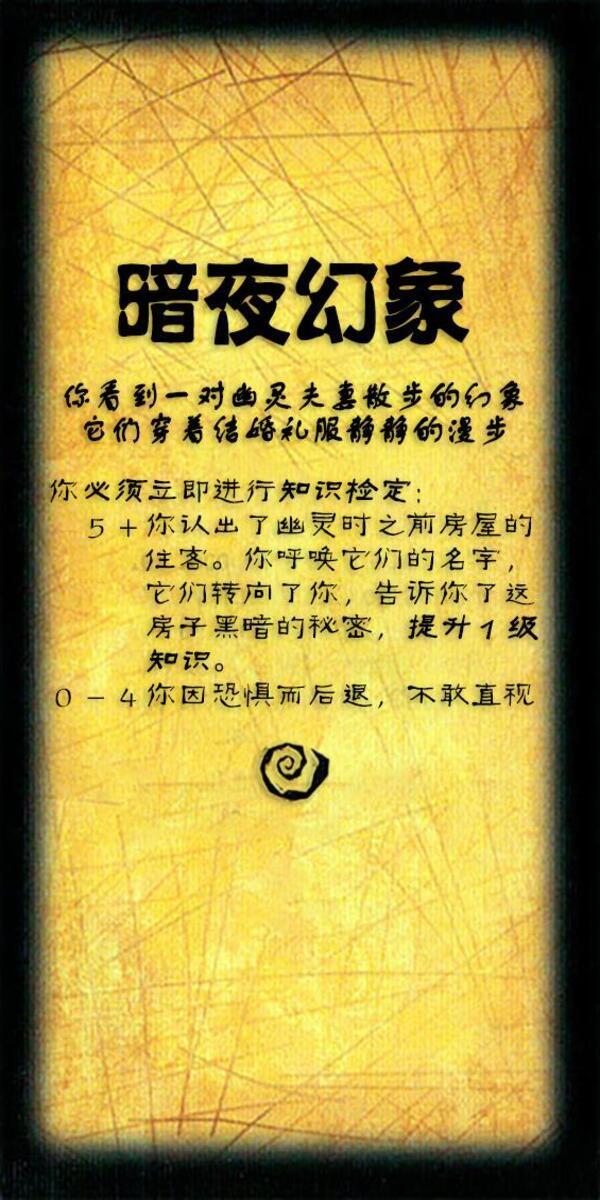 暗夜幻象
你看到一对幽灵夫妻散步的幻象
它们穿着结婚礼服静静的漫步
你必须立即进行知识检定：
5+你认出了幽灵时之前房屋的
住客。你呼唤它们的名字，
它们转向了你，告诉你了这
房子黑暗的秘密，提升1级
知识。
0-4你因恐惧而后退，不敢直视